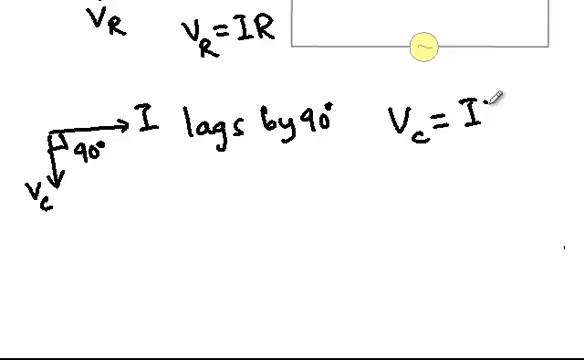 V_R V_R = IR
~
I lags by 90° V_C = I
90°
V_C